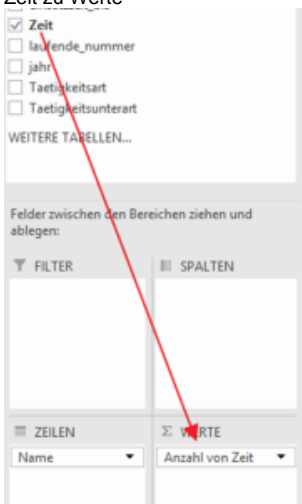 Zeit zu Werte
Zeit
laufende_nummer
jahr
Taetigkeitsart
Taetigkeitsunterart
WEITERE TABELLEN...
Felder zwischen den Bereichen ziehen und
ablegen:
FILTER
SPALTEN
ZEILEN
Σ WERTE
Name
Anzahl von Zeit